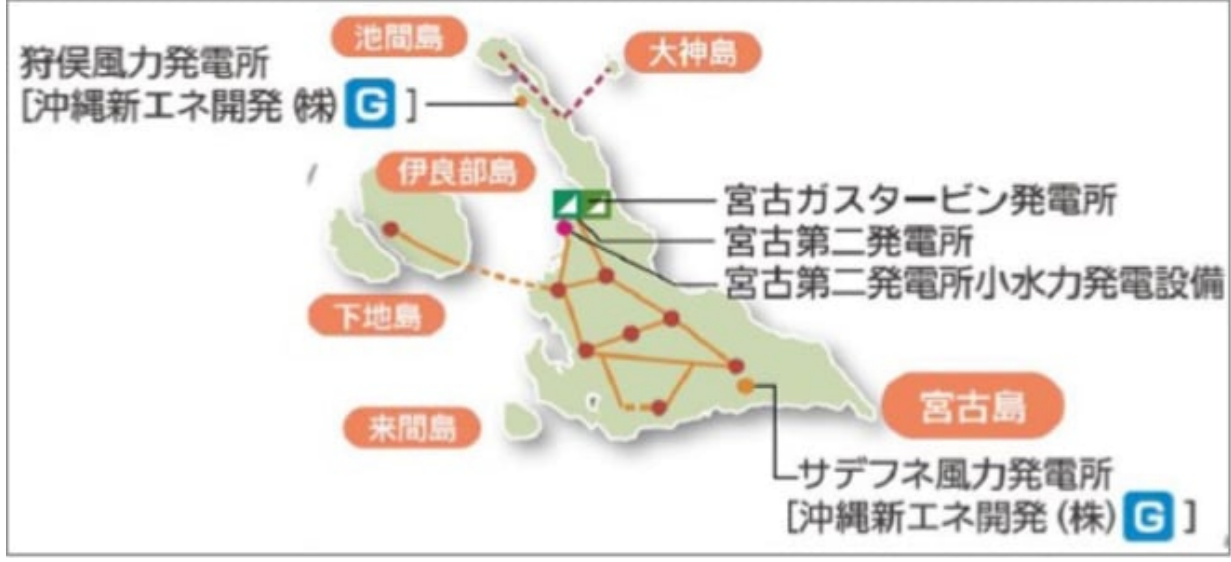 池間島
大神島
狩俣風力発電所
[沖縄新エネ開発(株) G ]
伊良部島
宮古ガスタービン発電所
宮古第二発電所
宮古第二発電所小水力発電設備
下地島
宮古島
来間島
サデフネ風力発電所
[沖縄新エネ開発(株) G ]